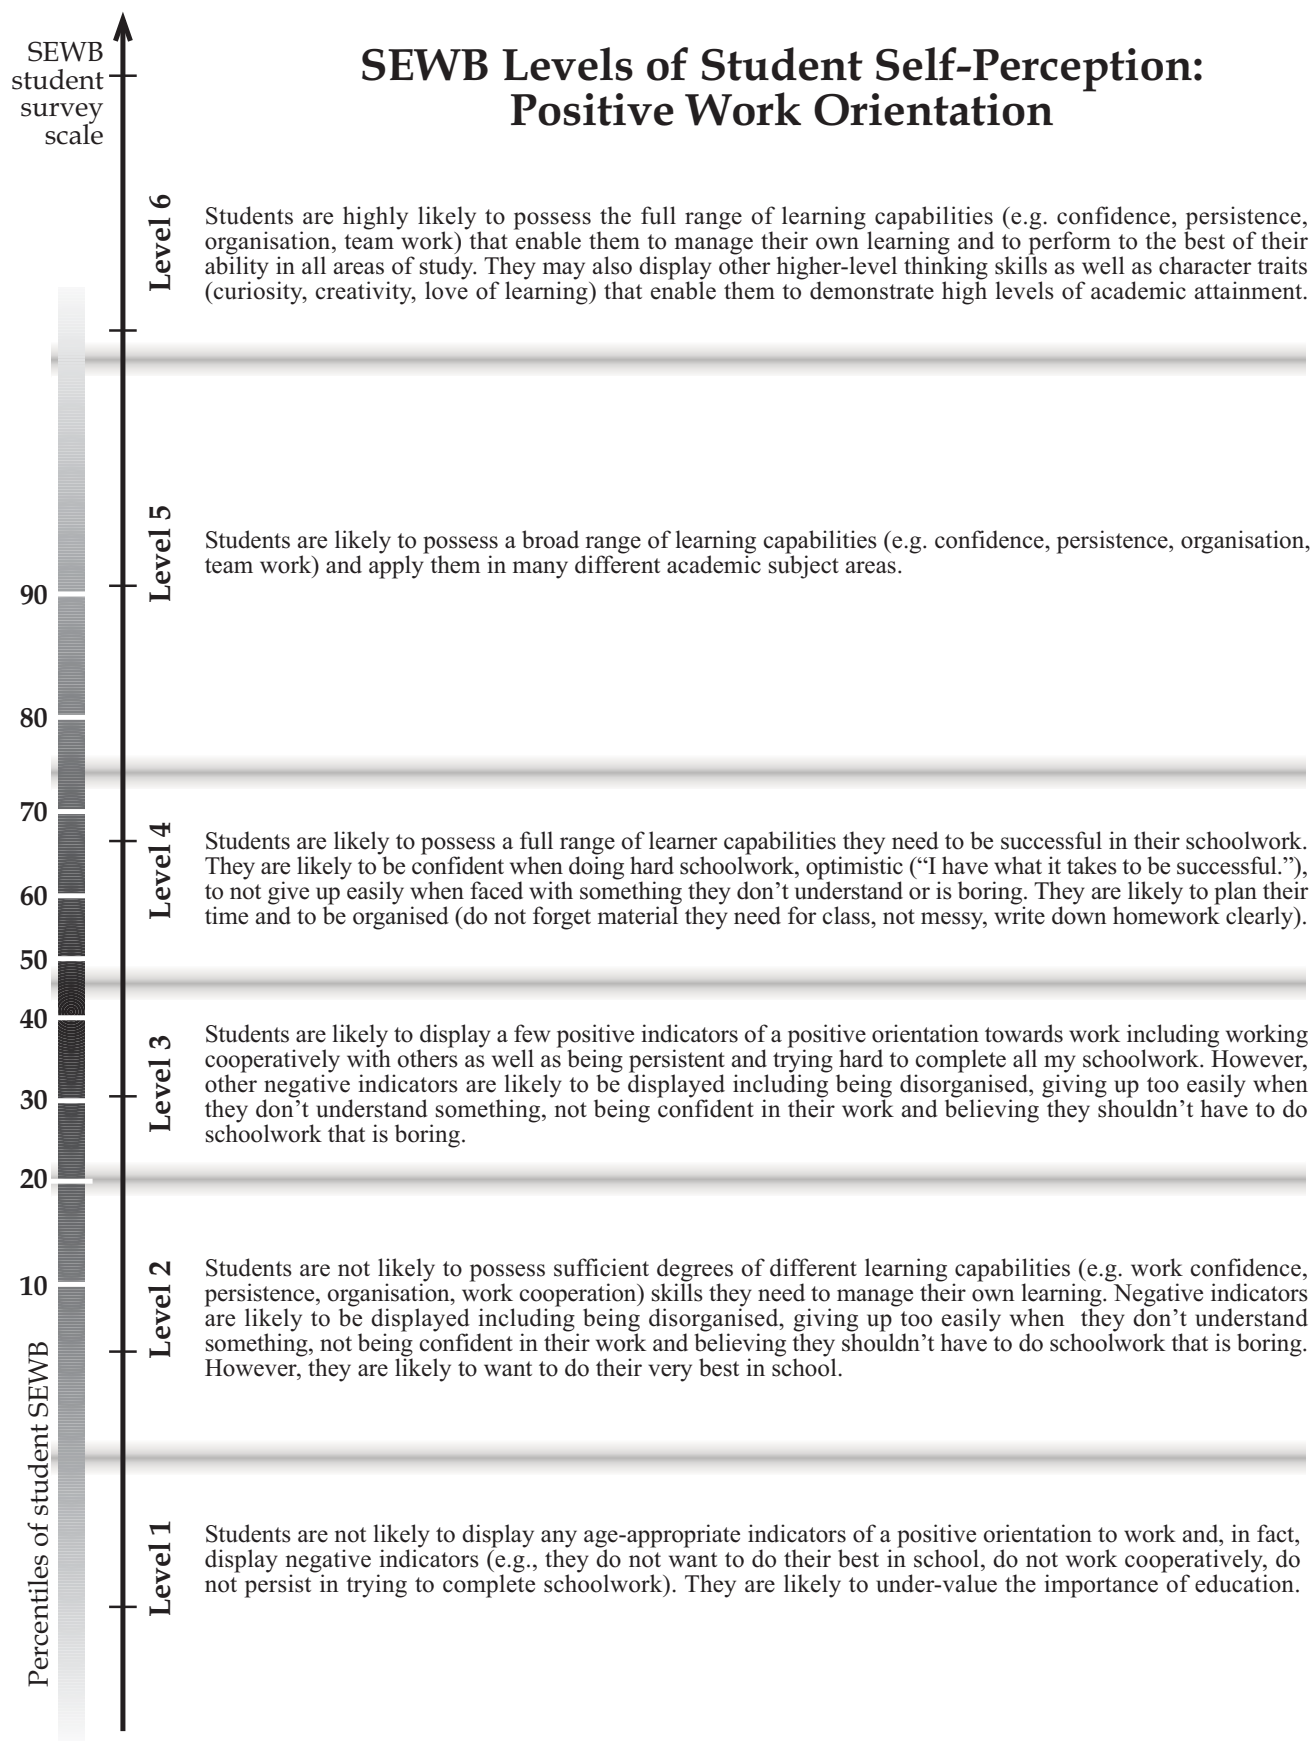 SEWB
student
survey
scale
SEWB Levels of Student Self-Perception:
Positive Work Orientation
Level 6
Students are highly likely to possess the full range of learning capabilities (e.g. confidence, persistence,
organisation, team work) that enable them to manage their own learning and to perform to the best of their
ability in all areas of study. They may also display other higher-level thinking skills as well as character traits
(curiosity, creativity, love of learning) that enable them to demonstrate high levels of academic attainment.
Level 5
Students are likely to possess a broad range of learning capabilities (e.g. confidence, persistence, organisation,
team work) and apply them in many different academic subject areas.
90
80
70
Level 4
Students are likely to possess a full range of learner capabilities they need to be successful in their schoolwork.
They are likely to be confident when doing hard schoolwork, optimistic (“I have what it takes to be successful.”),
to not give up easily when faced with something they don’t understand or is boring. They are likely to plan their
time and to be organised (do not forget material they need for class, not messy, write down homework clearly).
60
50
40
Level 3
Students are likely to display a few positive indicators of a positive orientation towards work including working
cooperatively with others as well as being persistent and trying hard to complete all my schoolwork. However,
other negative indicators are likely to be displayed including being disorganised, giving up too easily when
they don’t understand something, not being confident in their work and believing they shouldn’t have to do
schoolwork that is boring.
30
20
Level 2
Students are not likely to possess sufficient degrees of different learning capabilities (e.g. work confidence,
persistence, organisation, work cooperation) skills they need to manage their own learning. Negative indicators
are likely to be displayed including being disorganised, giving up too easily when they don’t understand
something, not being confident in their work and believing they shouldn’t have to do schoolwork that is boring.
However, they are likely to want to do their very best in school.
10
Percentiles of student SEWB
Level 1
Students are not likely to display any age-appropriate indicators of a positive orientation to work and, in fact,
display negative indicators (e.g., they do not want to do their best in school, do not work cooperatively, do
not persist in trying to complete schoolwork). They are likely to under-value the importance of education.